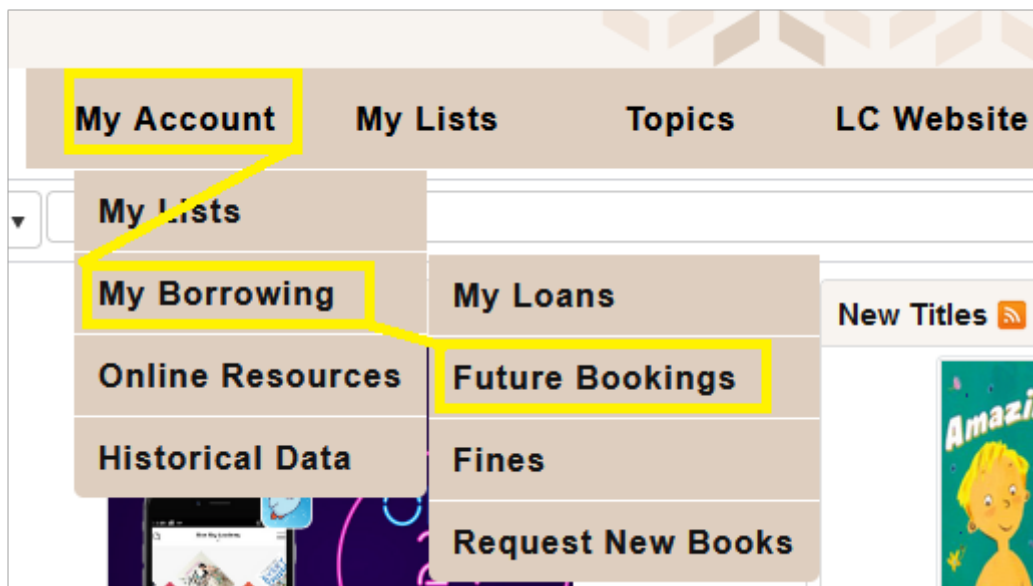 My Account My Lists Topics LC Website
My Lists
My Borrowing
Online Resources
Historical Data
My Loans
Future Bookings
Fines
Request New Books
New Titles